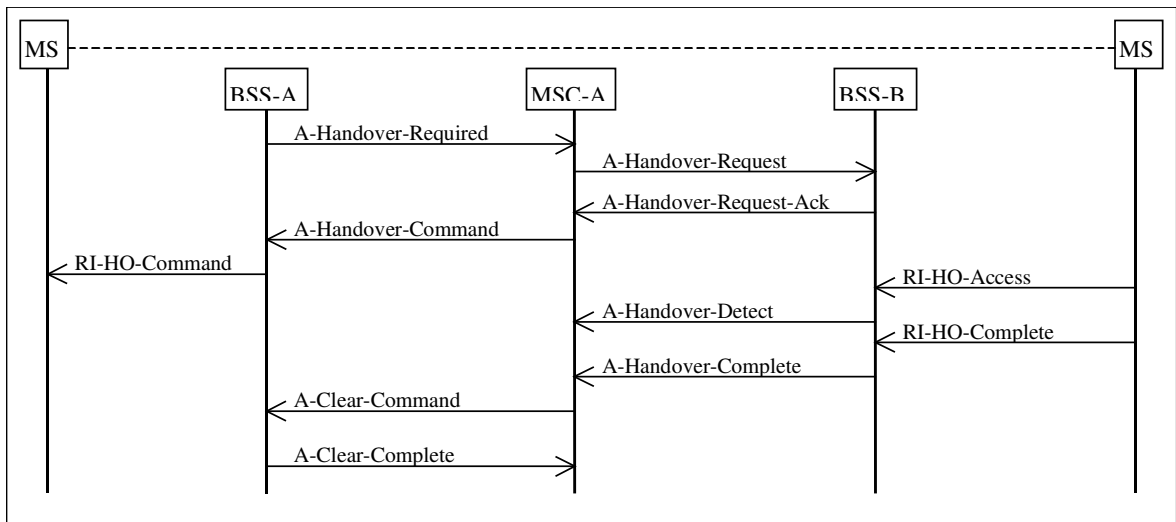 MS
MS
BSS-A
MSC-A
BSS-B
A-Handover-Required
A-Handover-Request
A-Handover-Request-Ack
A-Handover-Command
RI-HO-Command
RI-HO-Access
A-Handover-Detect
RI-HO-Complete
A-Handover-Complete
A-Clear-Command
A-Clear-Complete